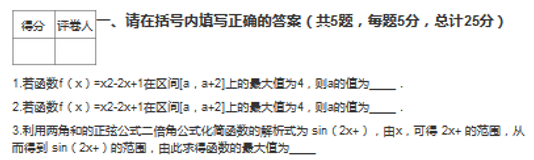 得分 评卷人
一、请在括号内填写正确的答案（共5题，每题5分，总计25分）
1.若函数f（x）=x2-2x+1在区间[a，a+2]上的最大值为4，则a的值为____．
2.若函数f（x）=x2-2x+1在区间[a，a+2]上的最大值为4，则a的值为____．
3.利用两角和的正弦公式二倍角公式化简函数的解析式为 sin（2x+），由x，可得 2x+ 的范围，从
而得到 sin（2x+）的范围，由此求得函数的最大值为____